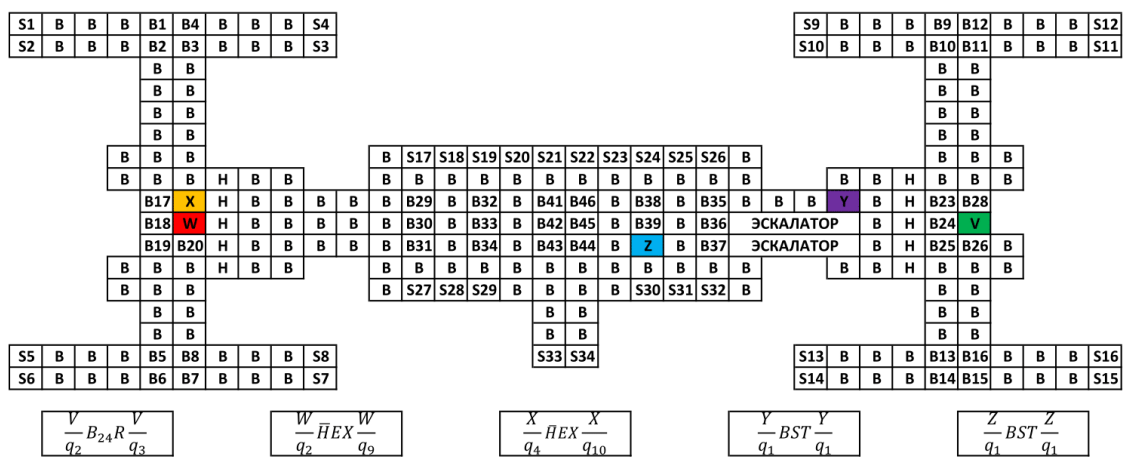 S1 B B B B1 B4 B B B S4 S9 B B B B9 B12 B B B S12
S2 B B B B2 B3 B B B S3 S10 B B B B10 B11 B B B S11
B B B B
B B B B
B B B B
B B B B
B B B B S17 S18 S19 S20 S21 S22 S23 S24 S25 S26 B B B B
B B B H B B B B B B B B B B B B B B B B H B B B
B17 X H B B B B B B29 B B32 B B41 B46 B B38 B B35 B B B Y B H B23 B28
B18 W H B B B B B B30 B B33 B B42 B45 B B39 B B36 ЭСКАЛАТОР B H B24 V
B19 B20 H B B B B B B31 B B34 B B43 B44 B Z B B37 ЭСКАЛАТОР B H B25 B26 B
B B B H B B B B B B B B B B B B B B B B H B B B
B B B B S27 S28 S29 B B B B S30 S31 S32 B B B B
B B B B B B
B B B B B B
S5 B B B B5 B8 B B B S8 S33 S34 S13 B B B B13 B16 B B B S16
S6 B B B B6 B7 B B B S7 S14 B B B B14 B15 B B B S15
V/q₂ B₂₄R V/q₃
W/q₂ H̅EX W/q₉
X/q₄ H̅EX X/q₁₀
Y/q₁ BST Y/q₁
Z/q₁ BST Z/q₁